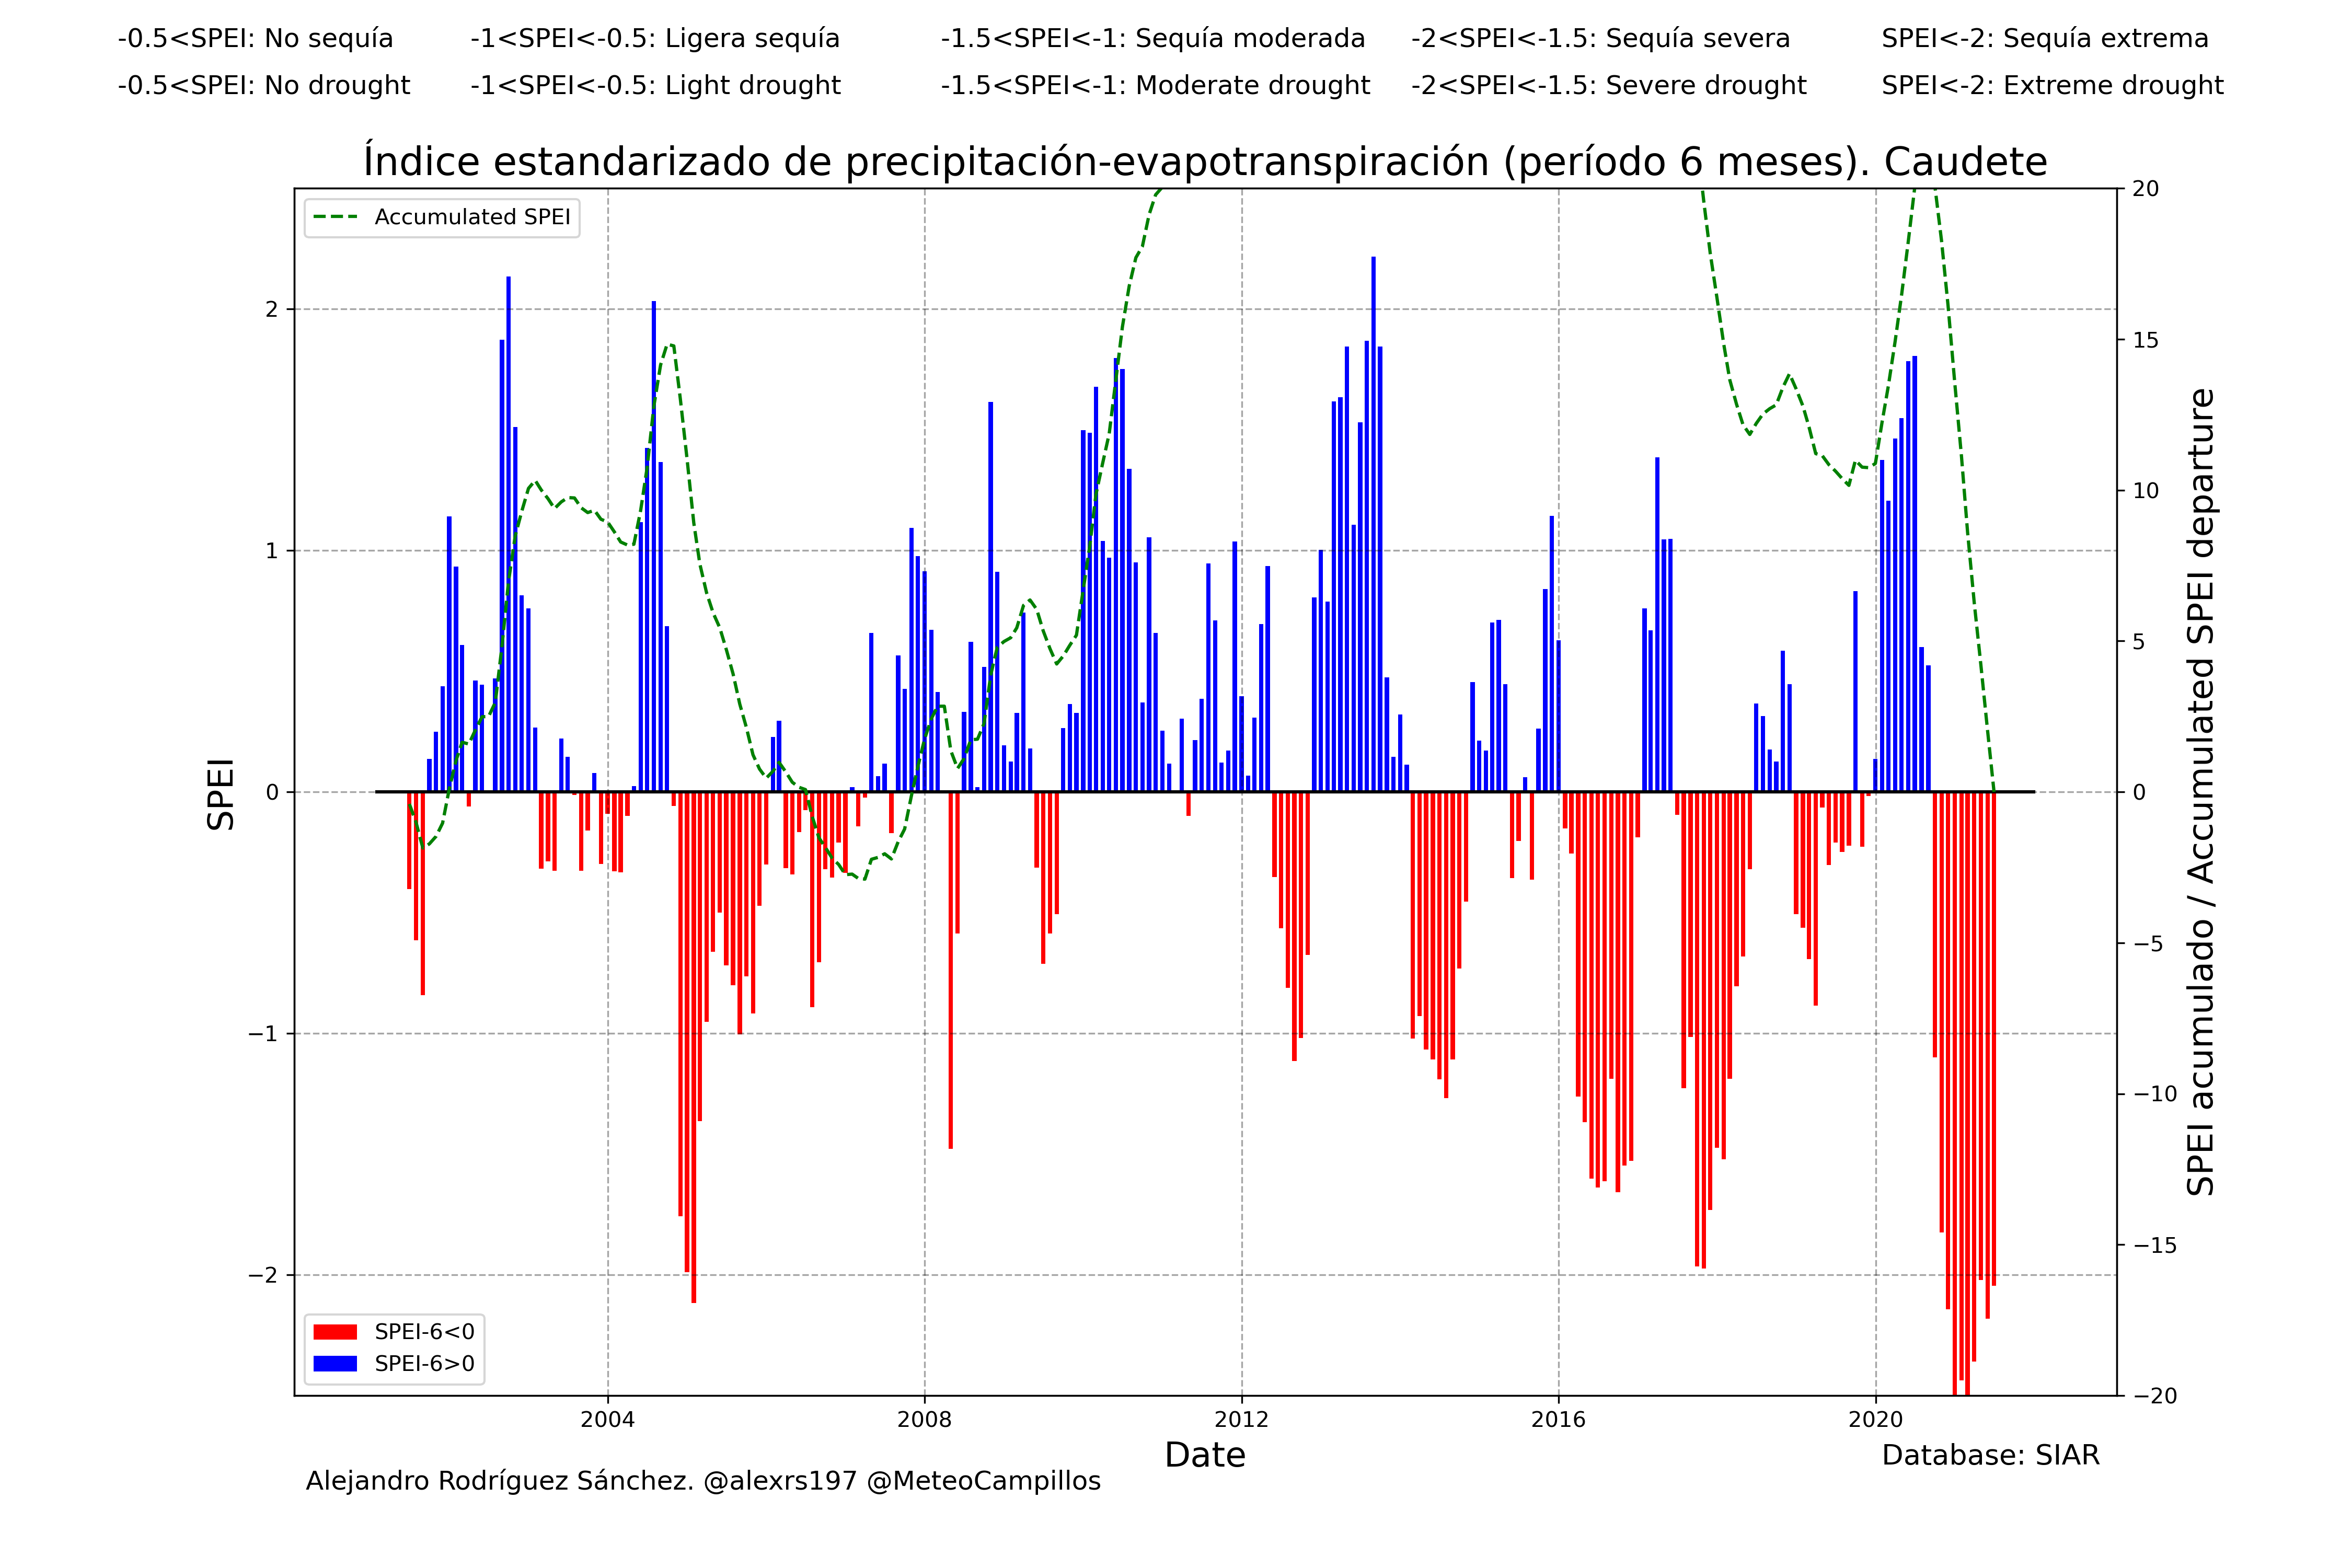 -0.5<SPEI: No sequía -1<SPEI<-0.5: Ligera sequía -1.5<SPEI<-1: Sequía moderada -2<SPEI<-1.5: Sequía severa SPEI<-2: Sequía extrema
-0.5<SPEI: No drought -1<SPEI<-0.5: Light drought -1.5<SPEI<-1: Moderate drought -2<SPEI<-1.5: Severe drought SPEI<-2: Extreme drought
Índice estandarizado de precipitación-evapotranspiración (período 6 meses). Caudete
Accumulated SPEI
SPEI
2
1
0
−1
−2
20
15
10
5
0
−5
−10
−15
−20
SPEI acumulado / Accumulated SPEI departure
SPEI-6<0
SPEI-6>0
2004 2008 2012 2016 2020
Date
Database: SIAR
Alejandro Rodríguez Sánchez. @alexrs197 @MeteoCampillos